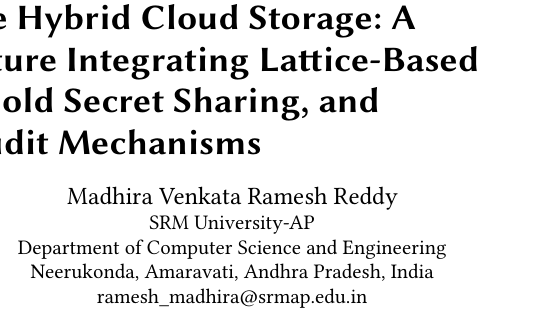 e Hybrid Cloud Storage: A
ture Integrating Lattice-Based
old Secret Sharing, and
udit Mechanisms
Madhira Venkata Ramesh Reddy
SRM University-AP
Department of Computer Science and Engineering
Neerukonda, Amaravati, Andhra Pradesh, India
ramesh_madhira@srmap.edu.in